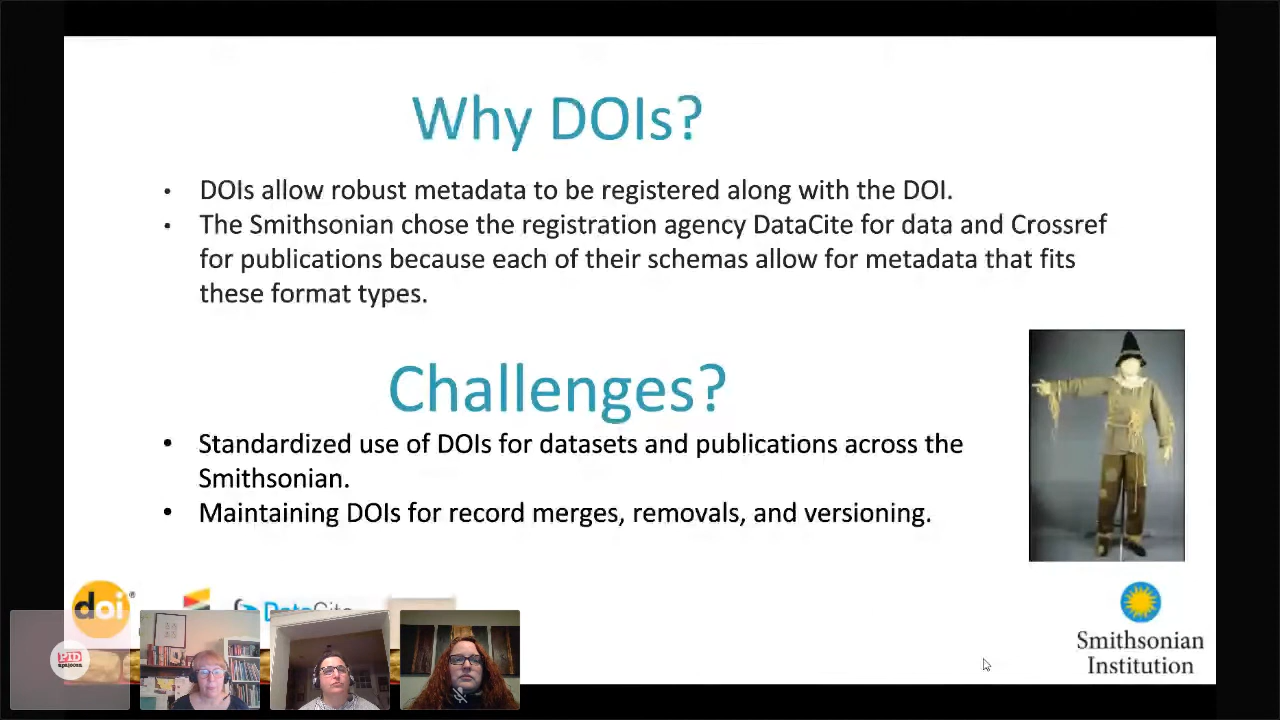 Why DOIs?
• DOIs allow robust metadata to be registered along with the DOI.
• The Smithsonian chose the registration agency DataCite for data and Crossref
for publications because each of their schemas allow for metadata that fits
these format types.
Challenges?
• Standardized use of DOIs for datasets and publications across the
Smithsonian.
• Maintaining DOIs for record merges, removals, and versioning.
doi®
DataCite
PID
Smithsonian
Institution